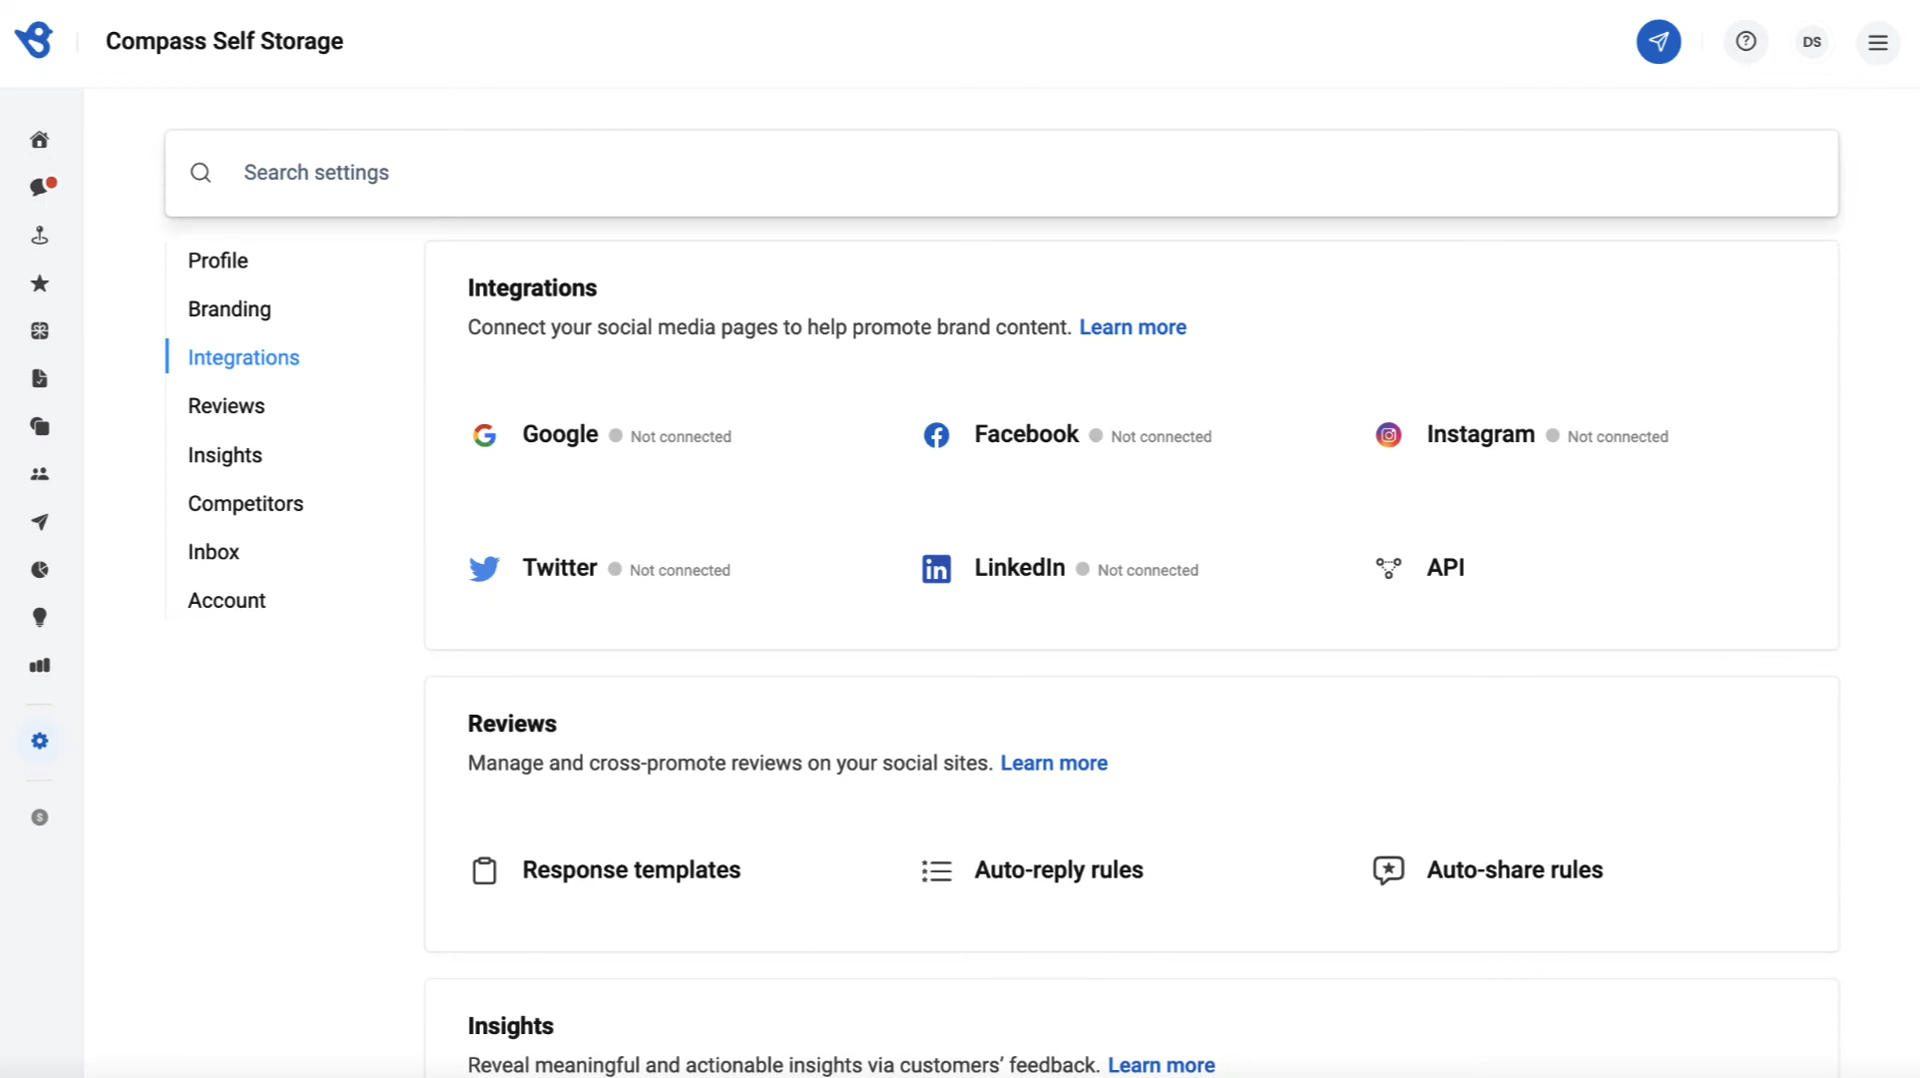 Compass Self Storage
DS
Search settings
Profile
Branding
Integrations
Reviews
Insights
Competitors
Inbox
Account
Integrations
Connect your social media pages to help promote brand content. Learn more
Google Not connected
Facebook Not connected
Instagram Not connected
Twitter Not connected
LinkedIn Not connected
API
Reviews
Manage and cross-promote reviews on your social sites. Learn more
Response templates
Auto-reply rules
Auto-share rules
Insights
Reveal meaningful and actionable insights via customers’ feedback. Learn more